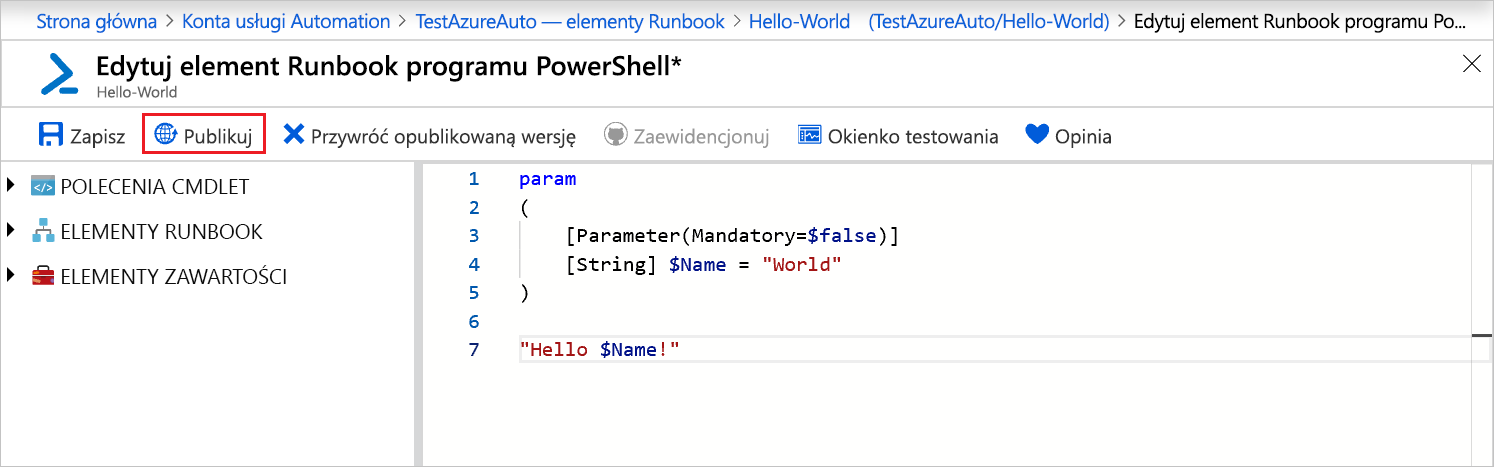 Strona główna > Konta usługi Automation > TestAzureAuto — elementy Runbook > Hello-World (TestAzureAuto/Hello-World) > Edytuj element Runbook programu Po...
Edytuj element Runbook programu PowerShell*
Hello-World
Zapisz Publikuj Przywróć opublikowaną wersję Zaewidencjonuj Okienko testowania Opinia
POLECENIA CMDLET
ELEMENTY RUNBOOK
ELEMENTY ZAWARTOŚCI
1 param
2 (
3 [Parameter(Mandatory=$false)]
4 [String] $Name = "World"
5 )
6
7 "Hello $Name!"